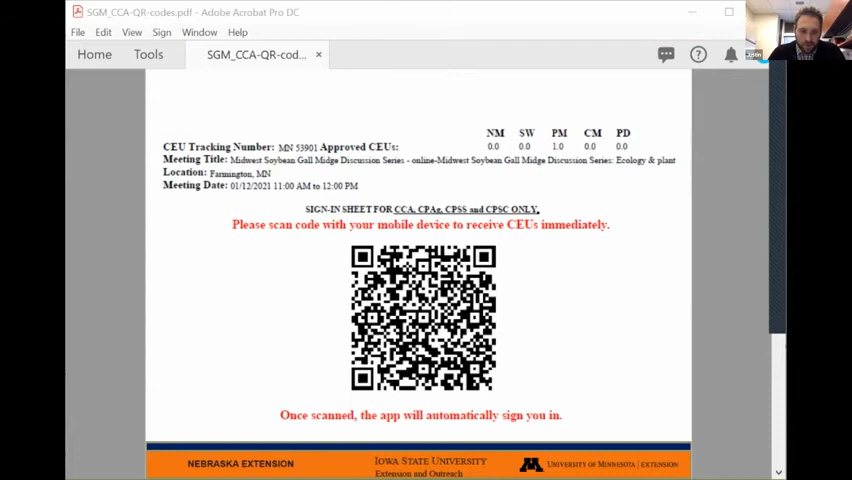 SGM_CCA-QR-codes.pdf - Adobe Acrobat Pro DC
File Edit View Sign Window Help
Home Tools SGM_CCA-QR-cod... ×
NM SW PM CM PD
CEU Tracking Number: MN 53901 Approved CEUs: 0.0 0.0 1.0 0.0 0.0
Meeting Title: Midwest Soybean Gall Midge Discussion Series - online-Midwest Soybean Gall Midge Discussion Series: Ecology & plant
Location: Farmington, MN
Meeting Date: 01/12/2021 11:00 AM to 12:00 PM
SIGN-IN SHEET FOR CCA, CPAg, CPSS and CPSC ONLY.
Please scan code with your mobile device to receive CEUs immediately.
Once scanned, the app will automatically sign you in.
NEBRASKA EXTENSION
IOWA STATE UNIVERSITY
Extension and Outreach
UNIVERSITY OF MINNESOTA | EXTENSION